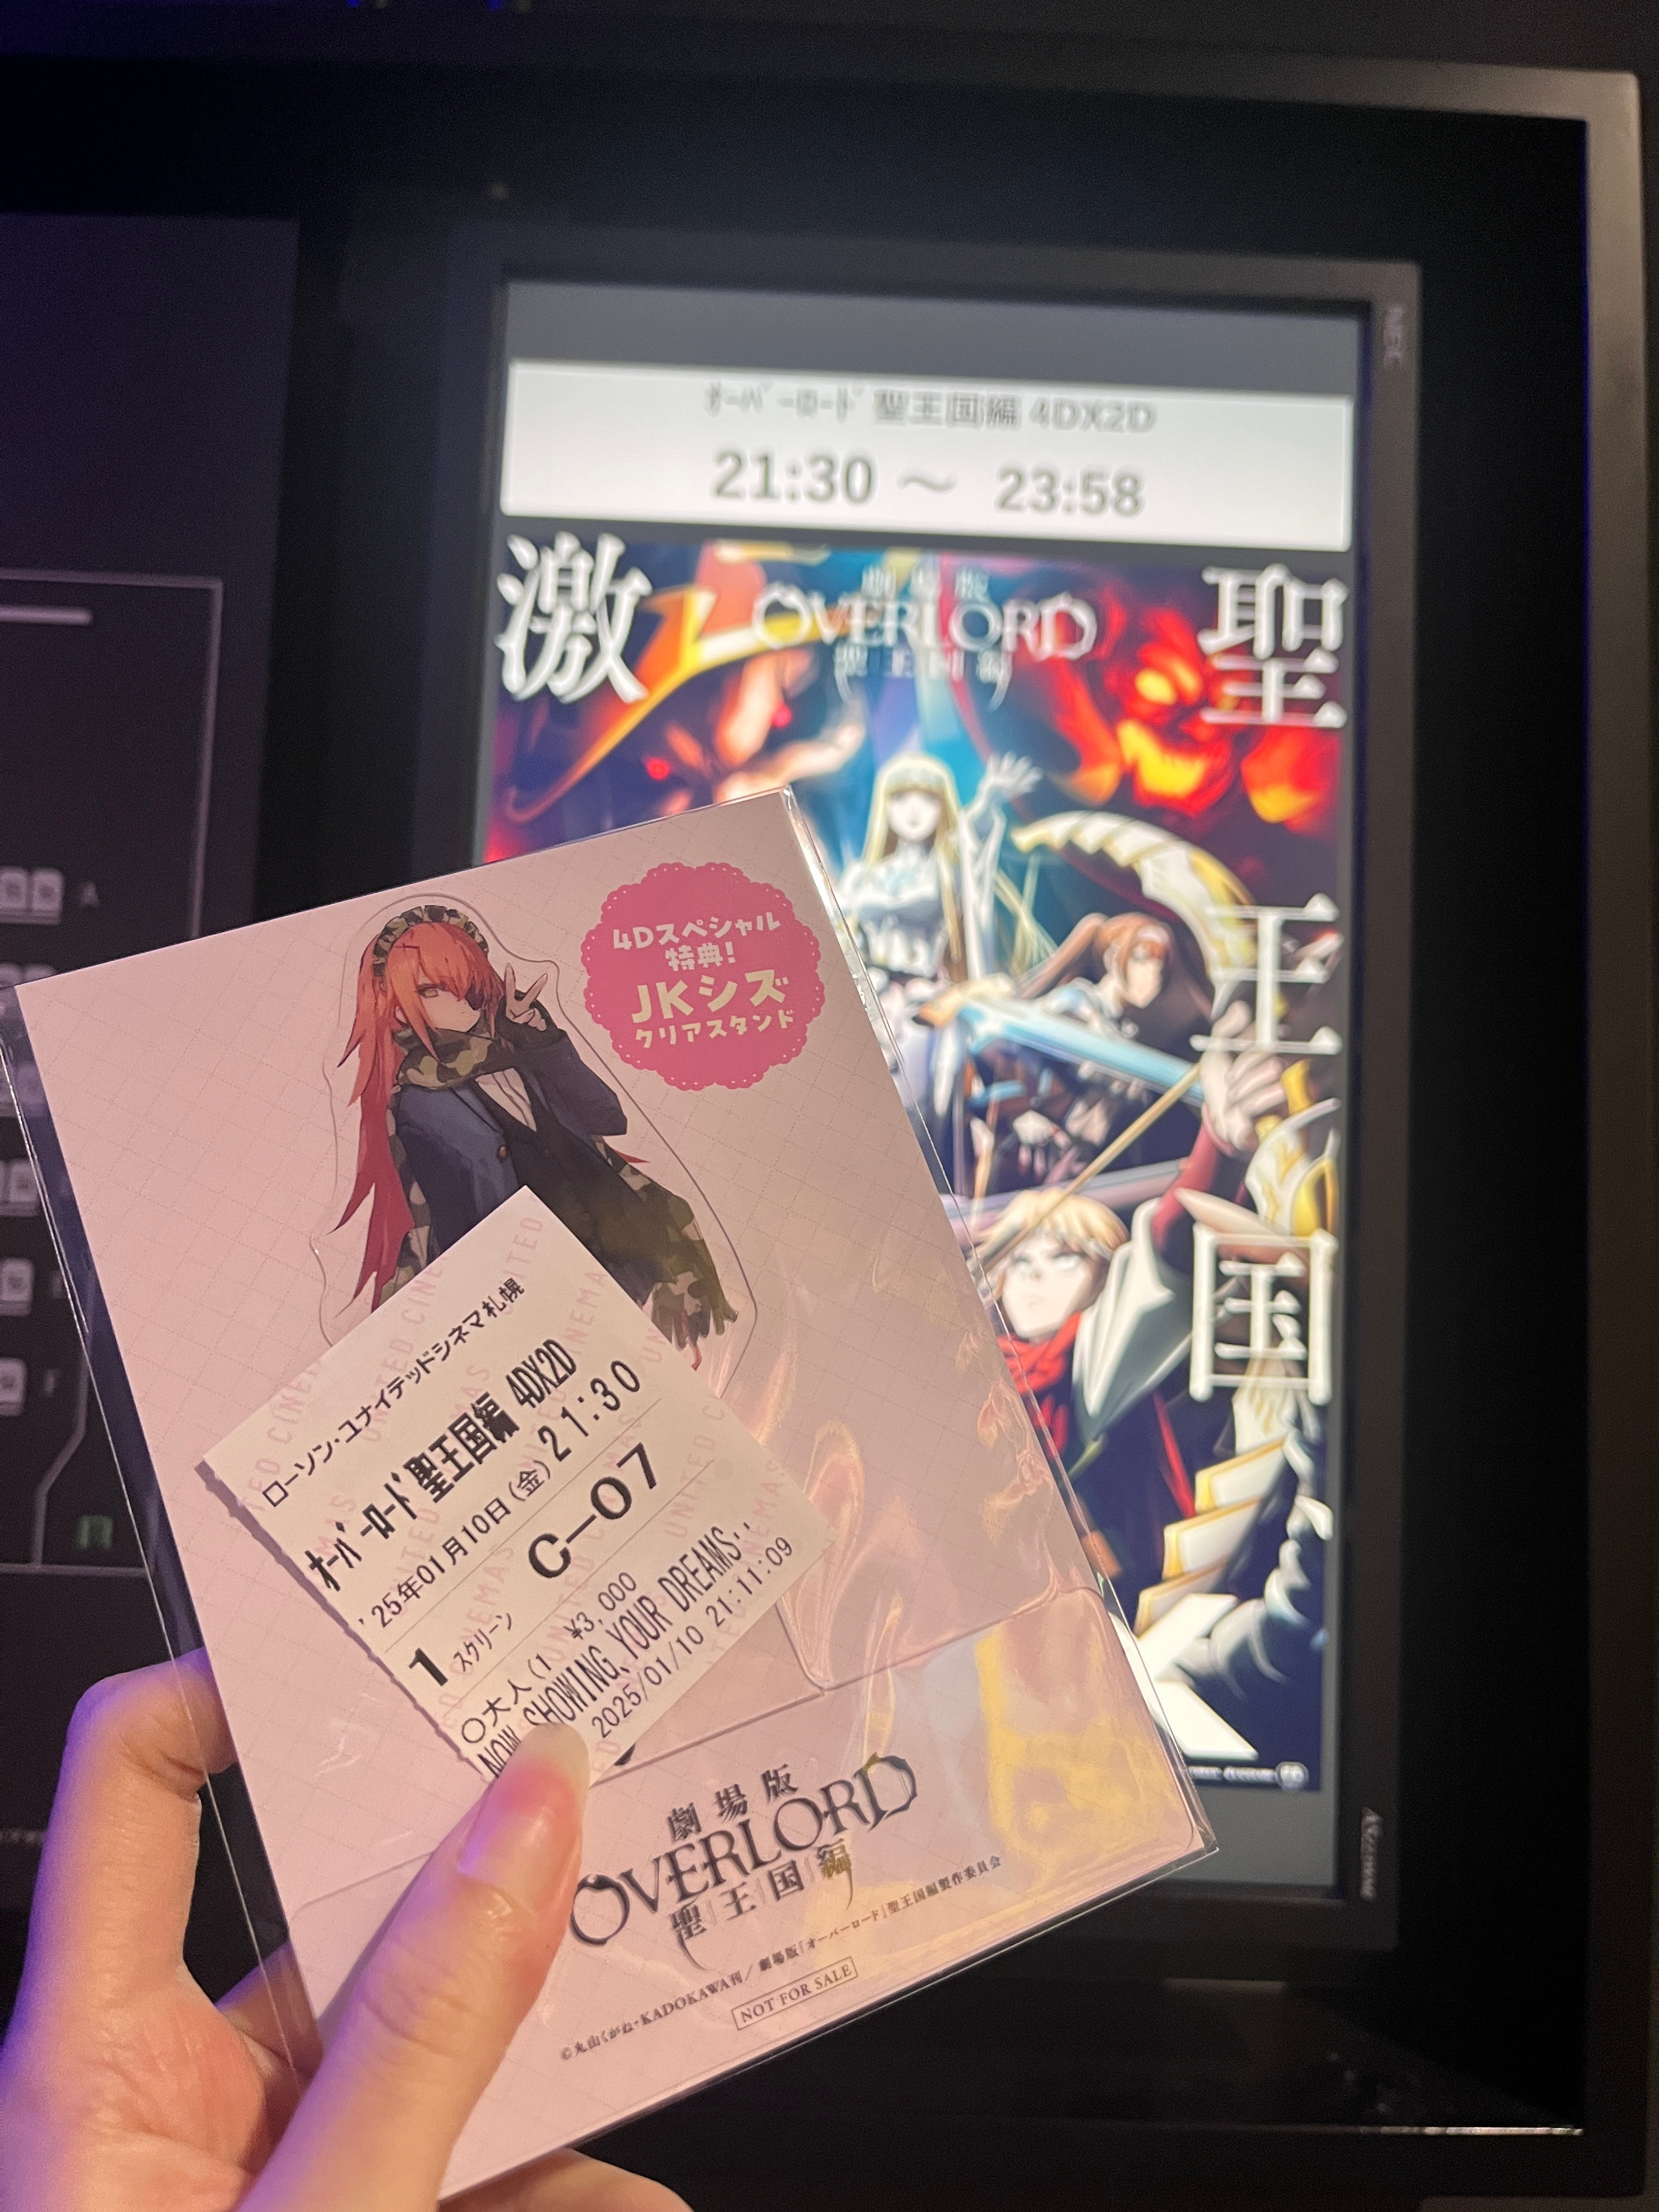 オーバーロード 聖王国編 4DX2D
21:30 ~ 23:58
激
聖王国
劇場版
OVERLORD
聖王国編
4Dスペシャル
特典!
JKシズ
クリアスタンド
ローソン・ユナイテッドシネマ札幌
オーバーロード 聖王国編 4DX2D
'25年01月10日(金) 21:30
C-07
1 スクリーン
○大人(1 ¥3,000
NOW SHOWING, YOUR DREAMS..
2025/01/10 21:11:09
劇場版
OVERLORD
聖王国編
©丸山くがね・KADOKAWA刊/劇場版「オーバーロード」聖王国編製作委員会
NOT FOR SALE
NEC
A
F